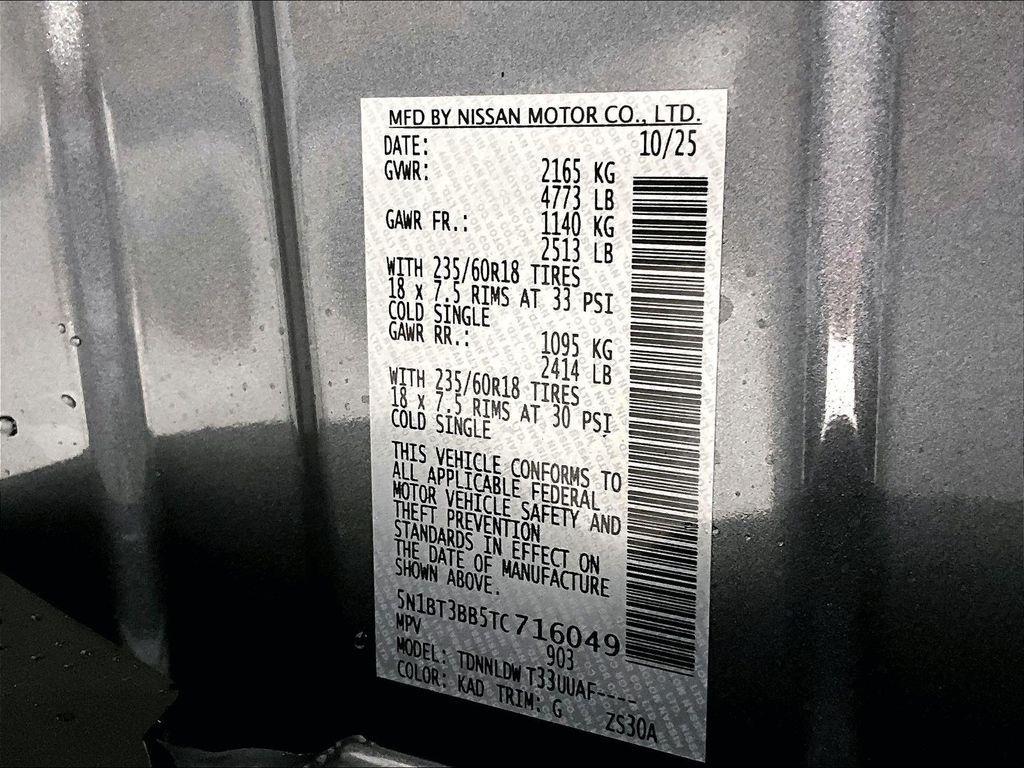 MFD BY NISSAN MOTOR CO., LTD.
DATE: 10/25
GVWR: 2165 KG
4773 LB
GAWR FR.: 1140 KG
2513 LB
WITH 235/60R18 TIRES
18 x 7.5 RIMS AT 33 PSI
COLD SINGLE
GAWR RR.: 1095 KG
2414 LB
WITH 235/60R18 TIRES
18 x 7.5 RIMS AT 30 PSI
COLD SINGLE
THIS VEHICLE CONFORMS TO
ALL APPLICABLE FEDERAL
MOTOR VEHICLE SAFETY AND
THEFT PREVENTION
STANDARDS IN EFFECT ON
THE DATE OF MANUFACTURE
SHOWN ABOVE.
5N1BT3BB5TC716049
MPV 903
MODEL: TDNNLDW T33UUAF----
COLOR: KAD TRIM: G ZS30A